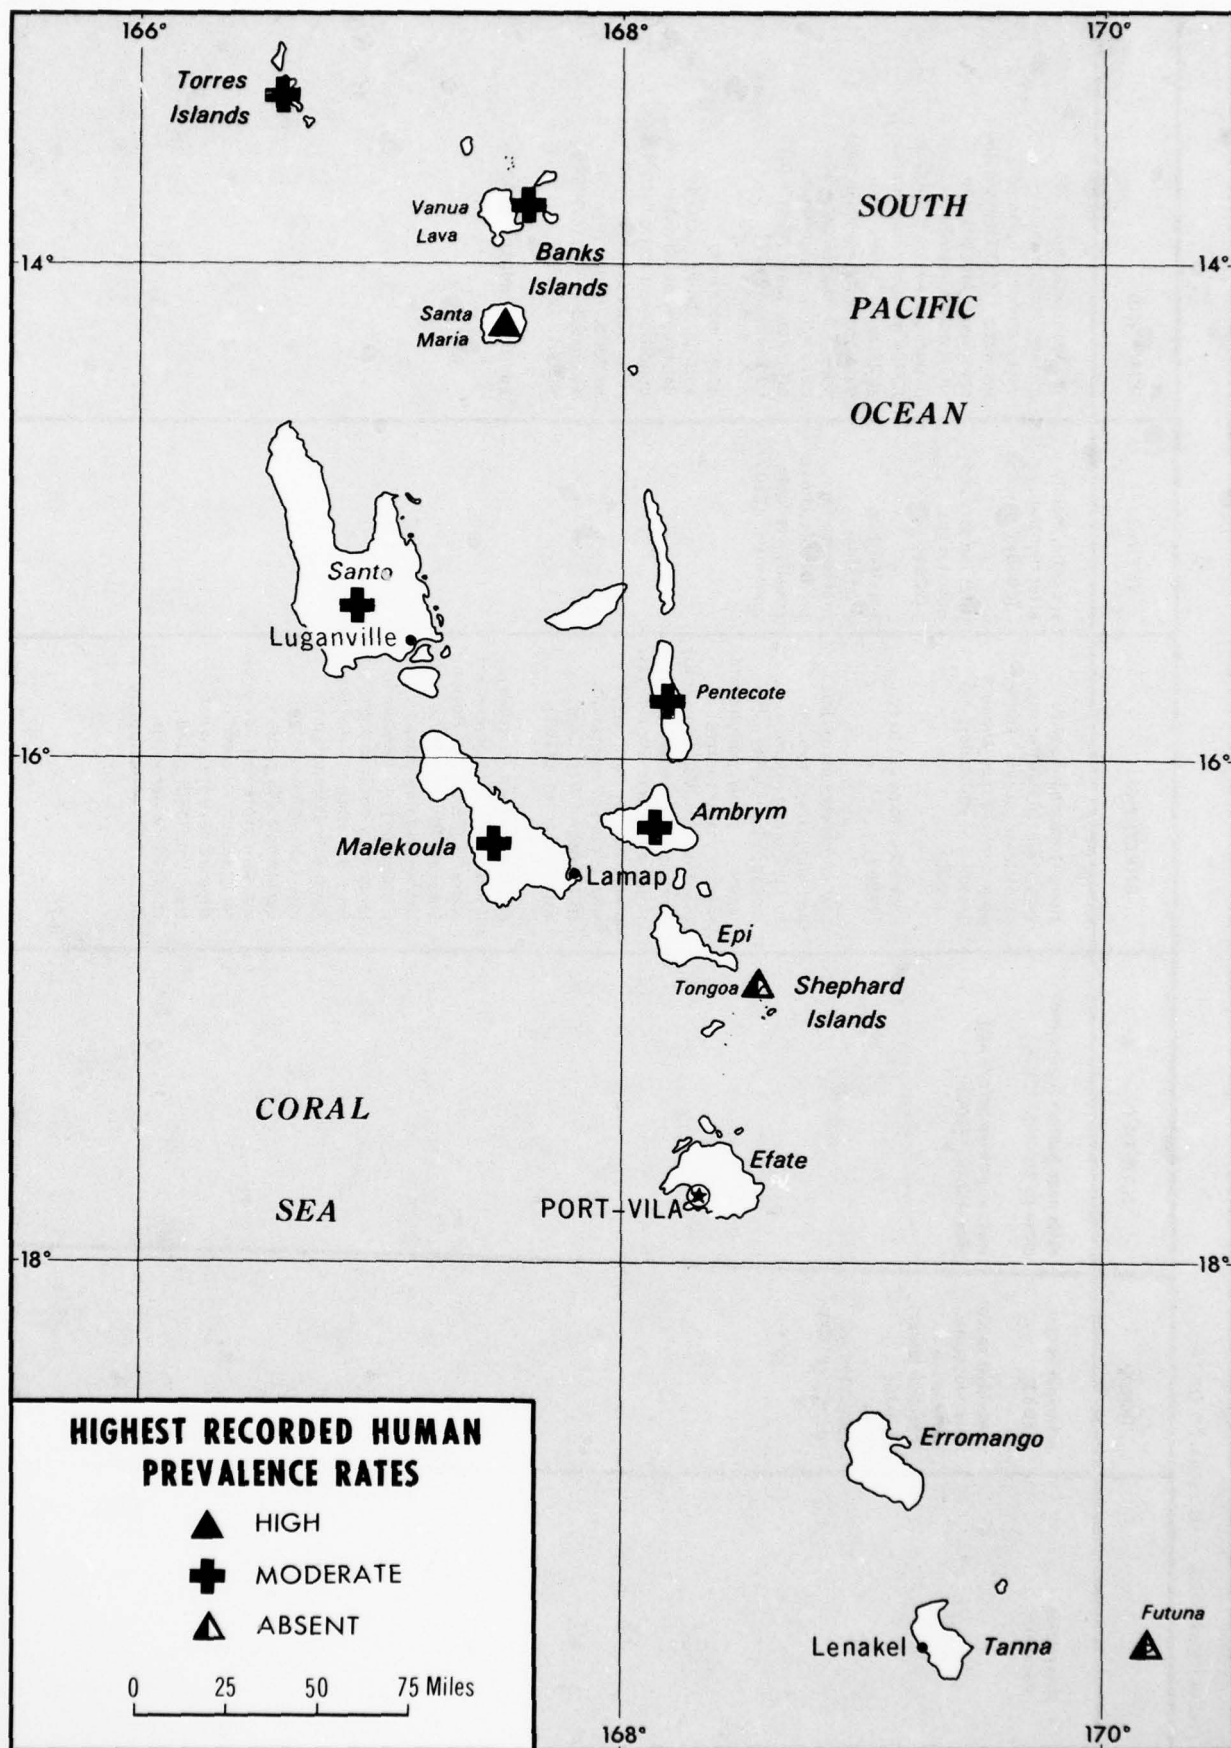 166° 168° 170°
Torres
Islands
Vanua
Lava
Banks
Islands
SOUTH
PACIFIC
OCEAN
14° 14°
Santa
Maria
Santo
Luganville
Pentecote
16° 16°
Ambrym
Malekoula
Lamap
Epi
Tongoa
Shephard
Islands
CORAL
SEA
Efate
PORT-VILA
18° 18°
HIGHEST RECORDED HUMAN
PREVALENCE RATES
HIGH
MODERATE
ABSENT
0 25 50 75 Miles
Erromango
Futuna
Lenakel
Tanna
168° 170°